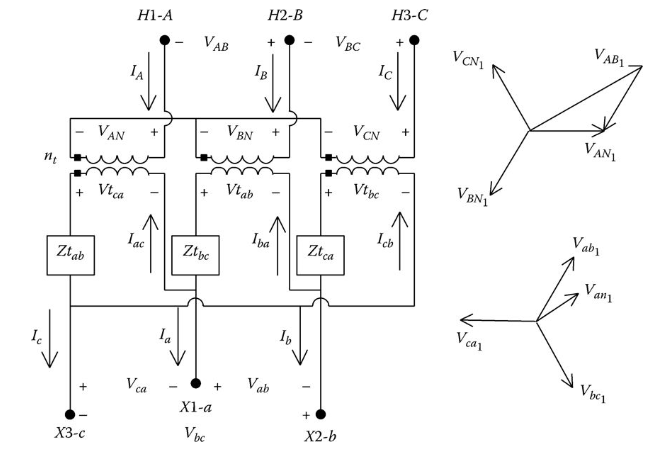 H1-A H2-B H3-C
− V_AB + − V_BC +
I_A I_B I_C
− V_AN + − V_BN + − V_CN +
n_t
+ Vt_ca − + Vt_ab − + Vt_bc −
Zt_ab I_ac Zt_bc I_ba Zt_ca I_cb
I_c I_a I_b
+ V_ca − + V_ab −
− +
X1-a
X3-c V_bc X2-b
V_CN1 V_AB1
V_AN1
V_BN1
V_ab1
V_an1
V_ca1
V_bc1